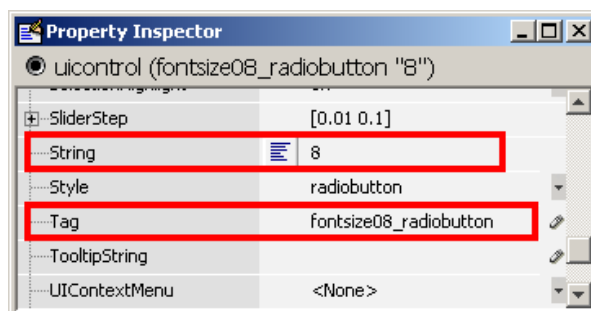 Property Inspector
uicontrol (fontsize08_radiobutton "8")
SliderStep [0.01 0.1]
String 8
Style radiobutton
Tag fontsize08_radiobutton
TooltipString
UIContextMenu <None>